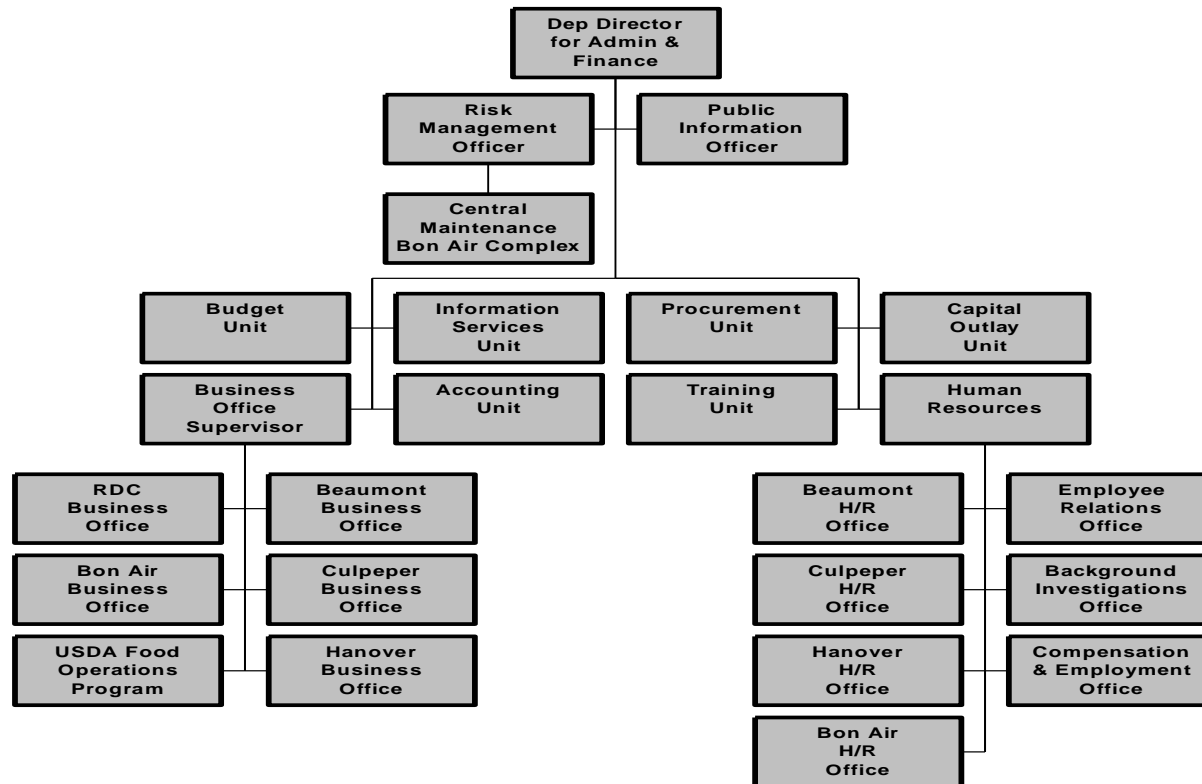 Dep Director
for Admin &
Finance
Risk
Management
Officer
Public
Information
Officer
Central
Maintenance
Bon Air Complex
Budget
Unit
Information
Services
Unit
Procurement
Unit
Capital
Outlay
Unit
Business
Office
Supervisor
Accounting
Unit
Training
Unit
Human
Resources
RDC
Business
Office
Beaumont
Business
Office
Beaumont
H/R
Office
Employee
Relations
Office
Bon Air
Business
Office
Culpeper
Business
Office
Culpeper
H/R
Office
Background
Investigations
Office
USDA Food
Operations
Program
Hanover
Business
Office
Hanover
H/R
Office
Compensation
& Employment
Office
Bon Air
H/R
Office